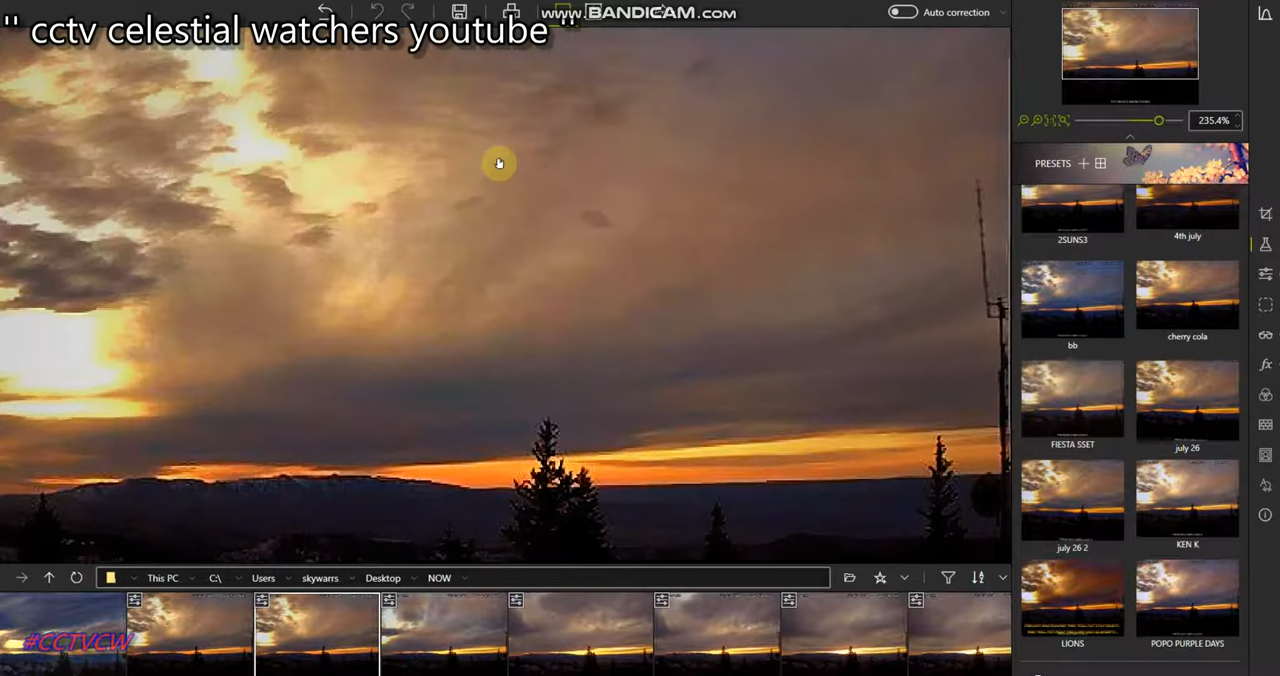 www.BANDICAM.com
Auto correction
" cctv celestial watchers youtube "
235.4%
PRESETS
2SUNS3
4th july
bb
cherry cola
FIESTA SSET
july 26
july 26 2
KEN K
LIONS
POPO PURPLE DAYS
This PC
C:\
Users
skywarrs
Desktop
NOW
#CCTVCW